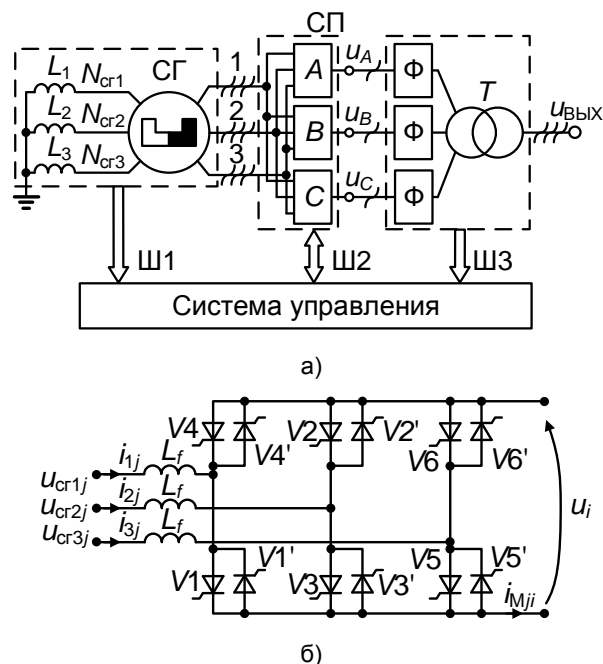 СП
СГ
L1 Nсг1
L2 Nсг2
L3 Nсг3
1
2
3
A
B
C
uA
uB
uC
Ф
Ф
Ф
T
uВЫХ
Ш1
Ш2
Ш3
Система управления
а)
V4 V4' V2 V2' V6 V6'
uсг1j i1j Lf
uсг2j i2j Lf
uсг3j i3j Lf
ui
V1 V1' V3 V3' V5 V5'
iМji
б)